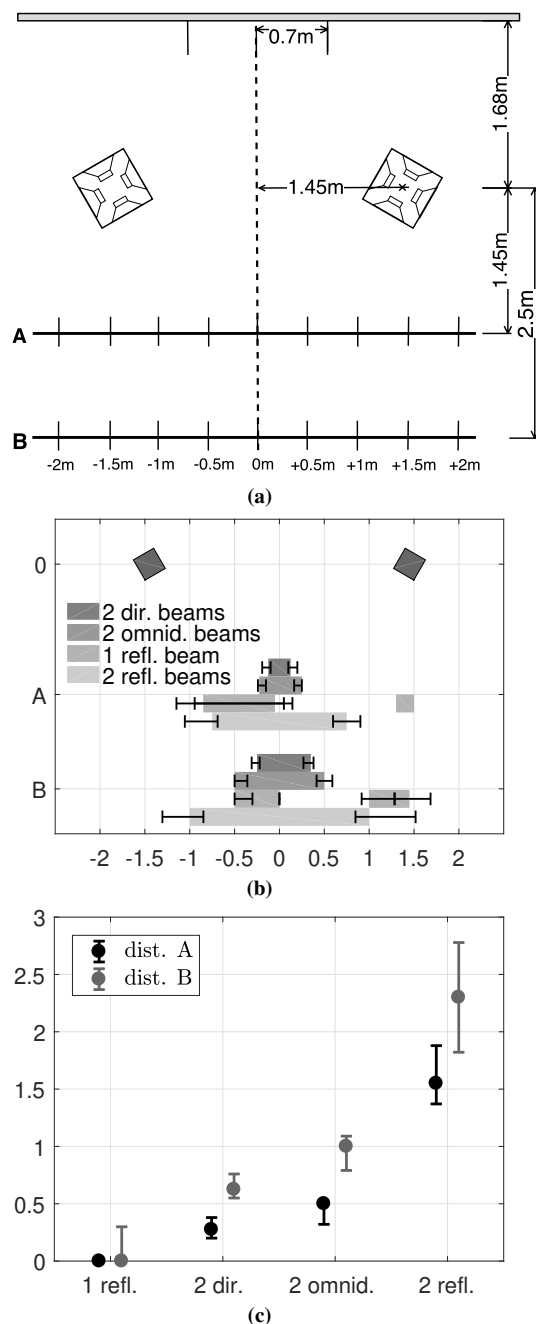 0.7m
1.68m
1.45m
1.45m
2.5m
A
B
-2m -1.5m -1m -0.5m 0m +0.5m +1m +1.5m +2m
(a)
0
2 dir. beams
2 omnid. beams
1 refl. beam
2 refl. beams
A
B
-2 -1.5 -1 -0.5 0 0.5 1 1.5 2
(b)
3
dist. A
2.5
dist. B
2
1.5
1
0.5
0
1 refl. 2 dir. 2 omnid. 2 refl.
(c)